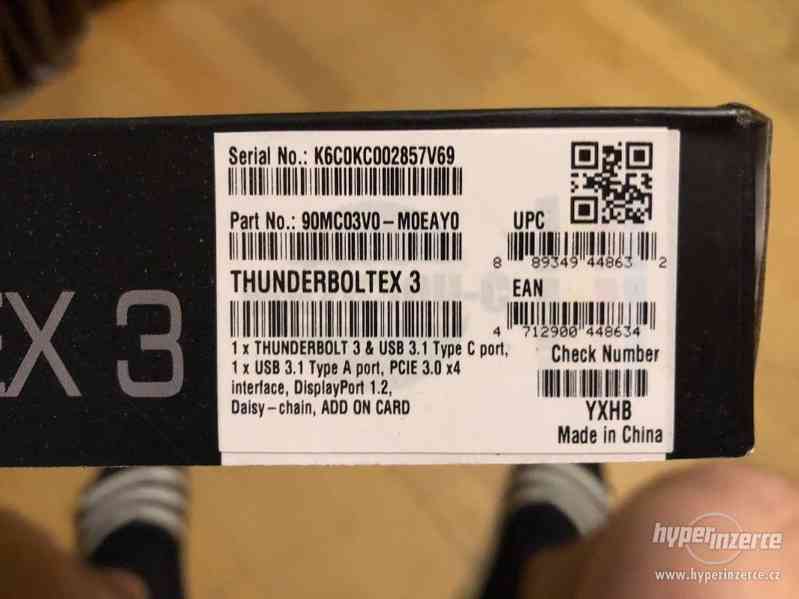 EX 3
Serial No.: K6C0KC002857V69
Part No.: 90MC03V0-M0EAY0
THUNDERBOLTEX 3
1 x THUNDERBOLT 3 & USB 3.1 Type C port,
1 x USB 3.1 Type A port, PCIE 3.0 x4
interface, DisplayPort 1.2,
Daisy-chain, ADD ON CARD
UPC
8 89349 44863 2
EAN
4 712900 448634
Check Number
YXHB
Made in China
hyperinzerce
www.hyperinzerce.cz